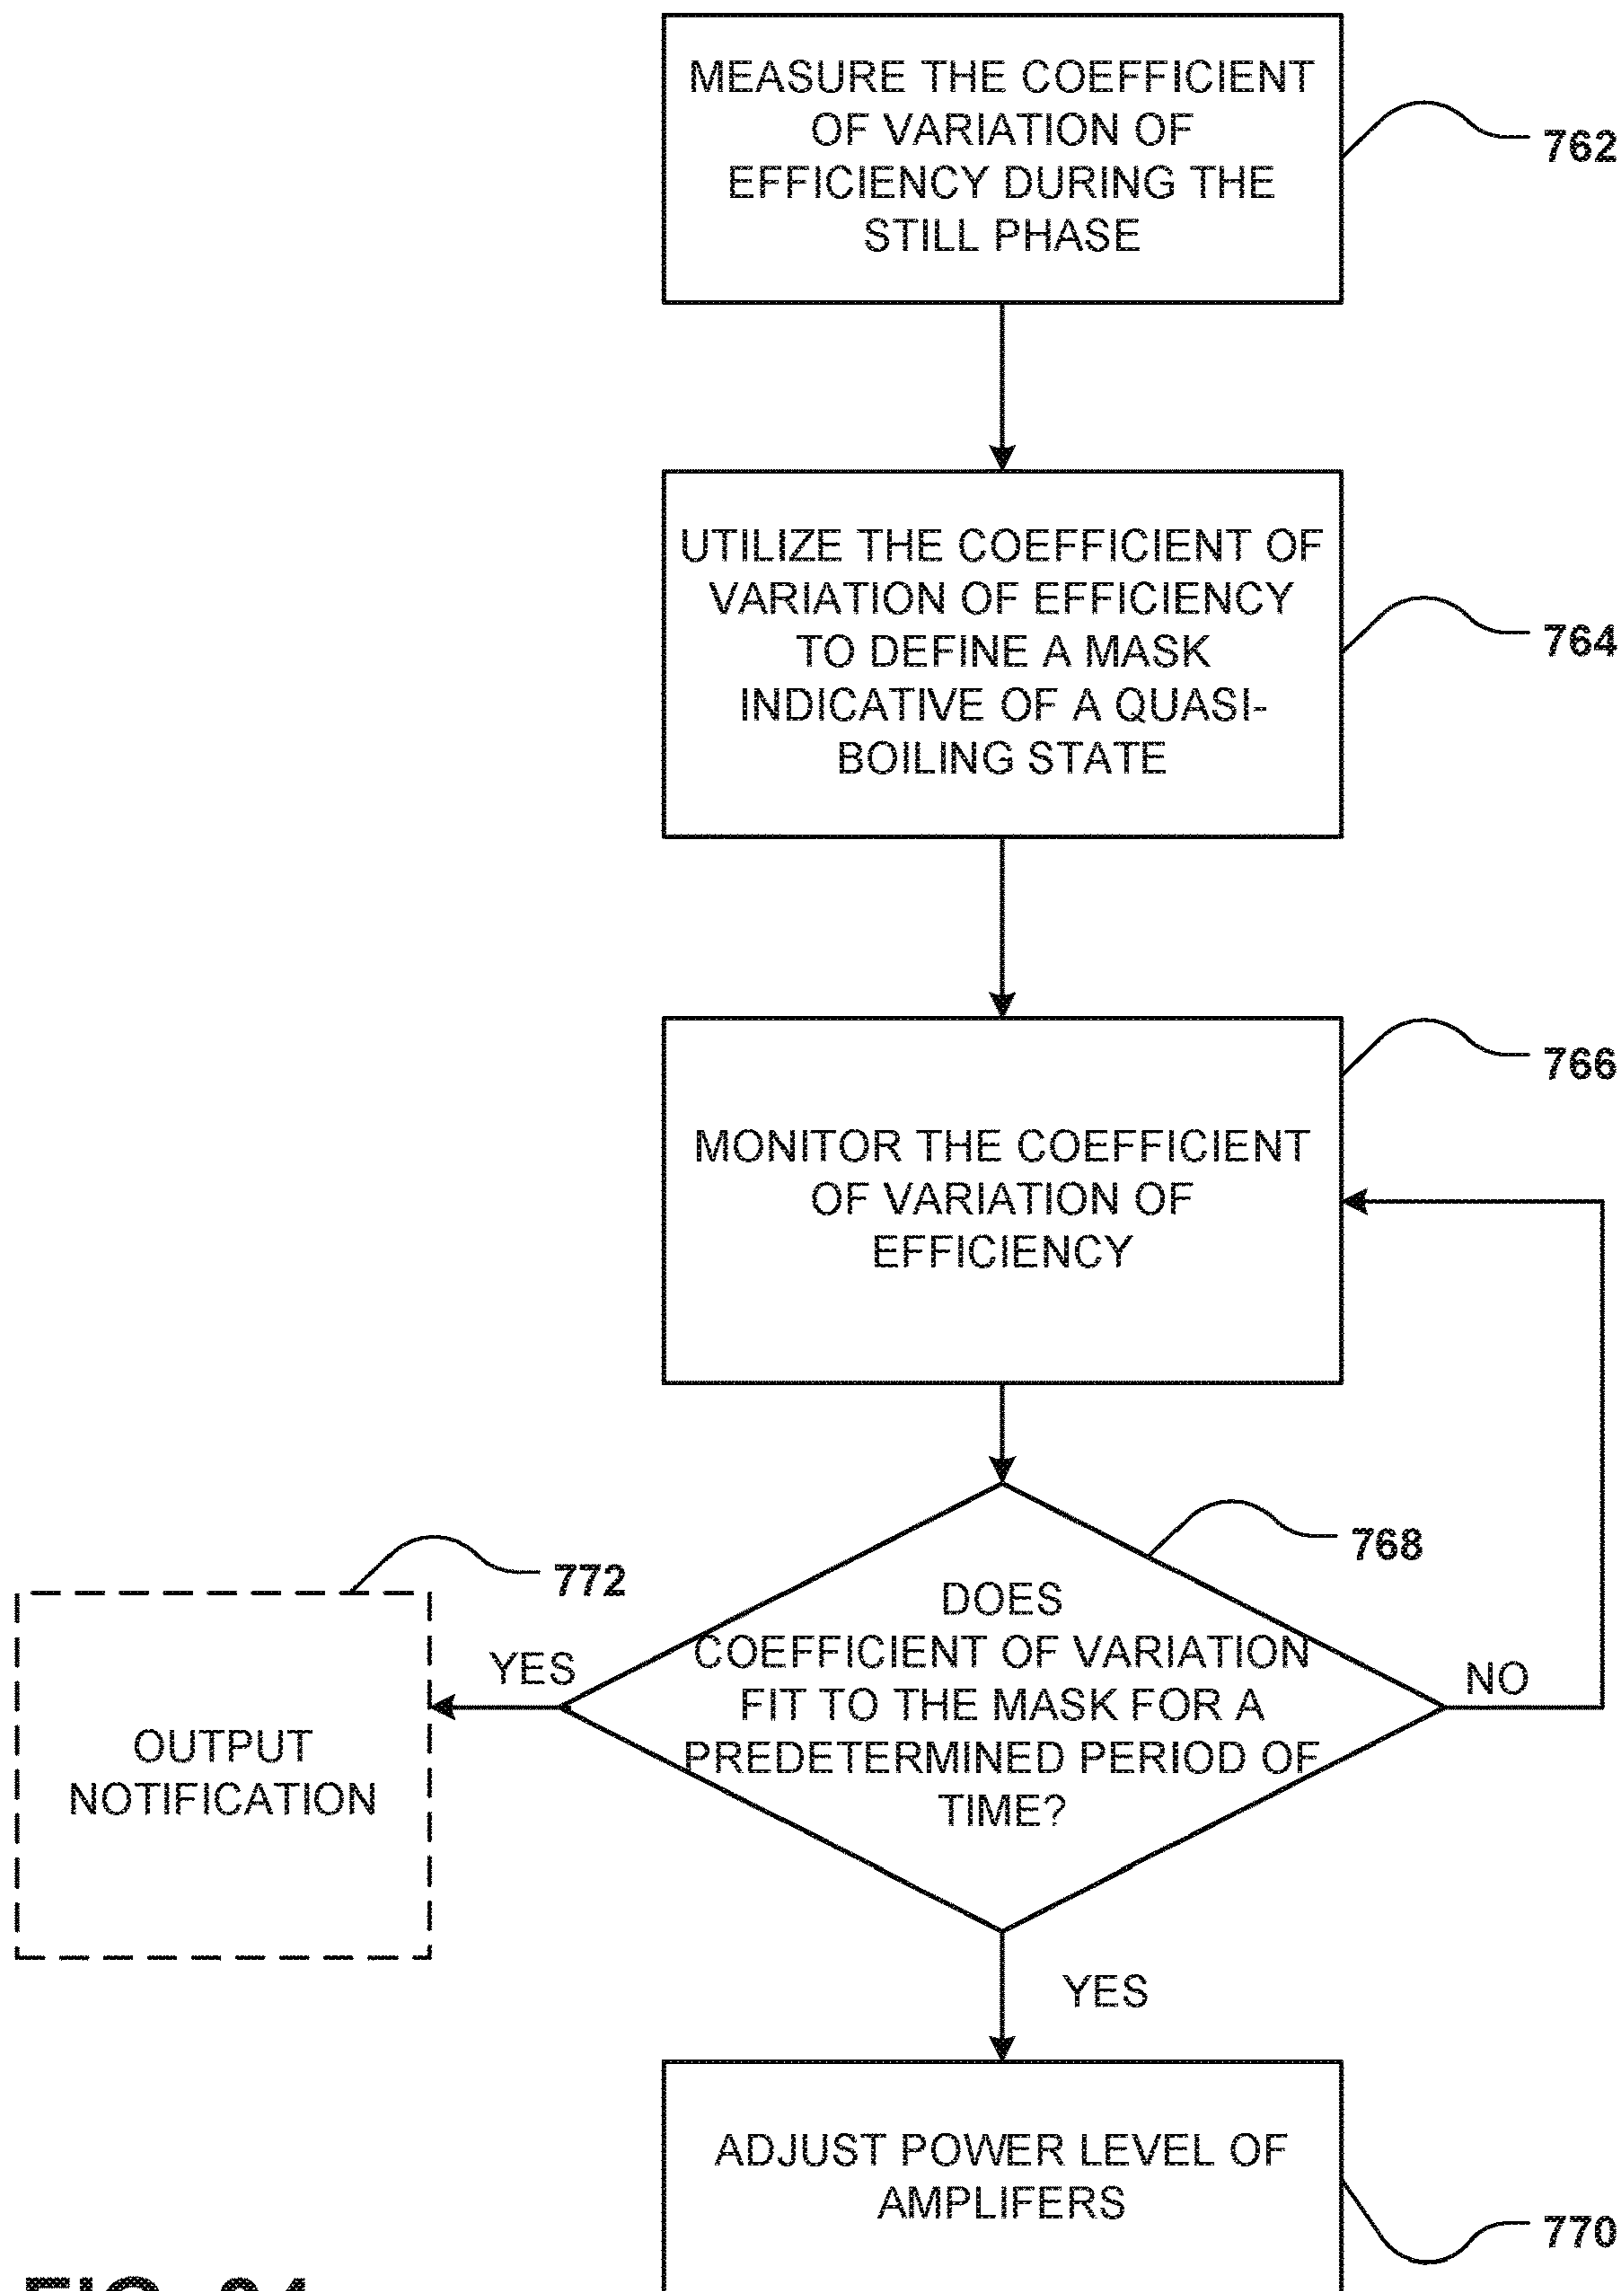 MEASURE THE COEFFICIENT
OF VARIATION OF
EFFICIENCY DURING THE
STILL PHASE
762
UTILIZE THE COEFFICIENT OF
VARIATION OF EFFICIENCY
TO DEFINE A MASK
INDICATIVE OF A QUASI-
BOILING STATE
764
766
MONITOR THE COEFFICIENT
OF VARIATION OF
EFFICIENCY
768
772
DOES
COEFFICIENT OF VARIATION
FIT TO THE MASK FOR A
PREDETERMINED PERIOD OF
TIME?
YES
NO
OUTPUT
NOTIFICATION
YES
ADJUST POWER LEVEL OF
AMPLIFERS
770